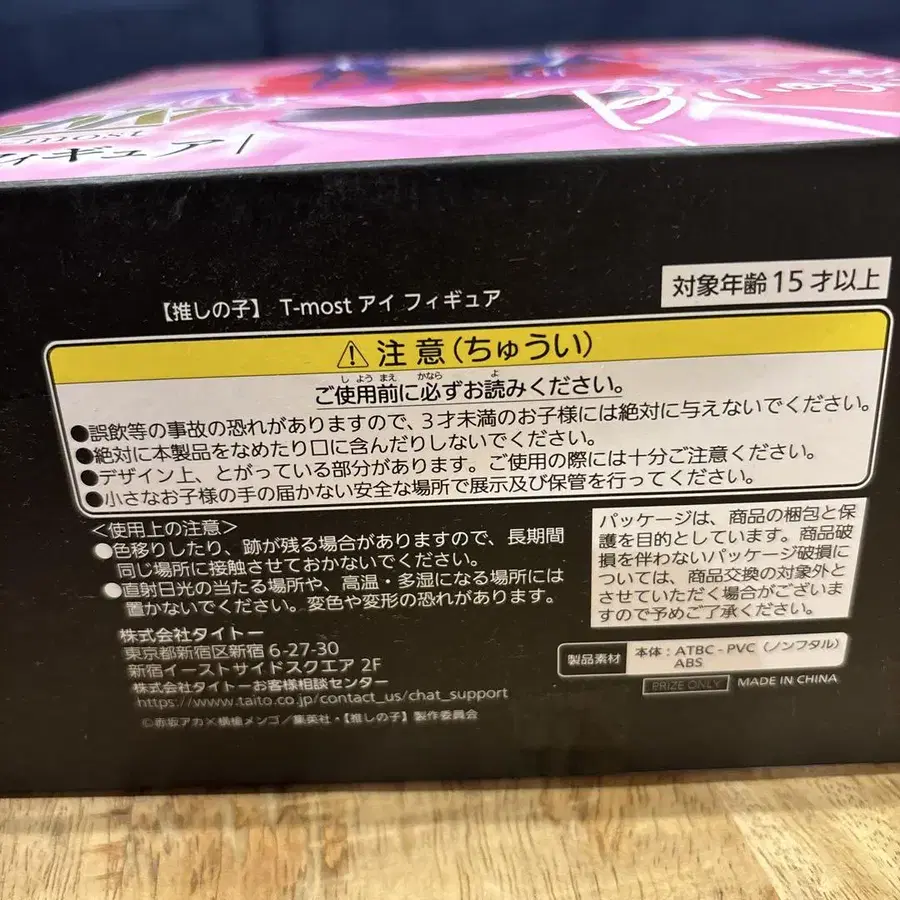 most
フィギュア
【推しの子】 T-most アイ フィギュア
対象年齢15才以上
⚠注意(ちゅうい)
しようまえ かなら よ
ご使用前に必ずお読みください。
●誤飲等の事故の恐れがありますので、3才未満のお子様には絶対に与えないでください。
●絶対に本製品をなめたり口に含んだりしないでください。
●デザイン上、とがっている部分があります。ご使用の際には十分ご注意ください。
●小さなお子様の手の届かない安全な場所で展示及び保管を行ってください。
<使用上の注意>
●色移りしたり、跡が残る場合がありますので、長期間
同じ場所に接触させておかないでください。
●直射日光の当たる場所や、高温・多湿になる場所には
置かないでください。変色や変形の恐れがあります。
パッケージは、商品の梱包と保
護を目的としています。商品破
損を伴わないパッケージ破損に
ついては、商品交換の対象外と
させていただく場合がございま
すので予めご了承ください。
株式会社タイトー
東京都新宿区新宿 6-27-30
新宿イーストサイドスクエア 2F
株式会社タイトーお客様相談センター
https://www.taito.co.jp/contact_us/chat_support
製品素材 本体:ATBC-PVC(ノンフタル)
ABS
PRIZE ONLY MADE IN CHINA
©赤坂アカ×横槍メンゴ/集英社・【推しの子】製作委員会